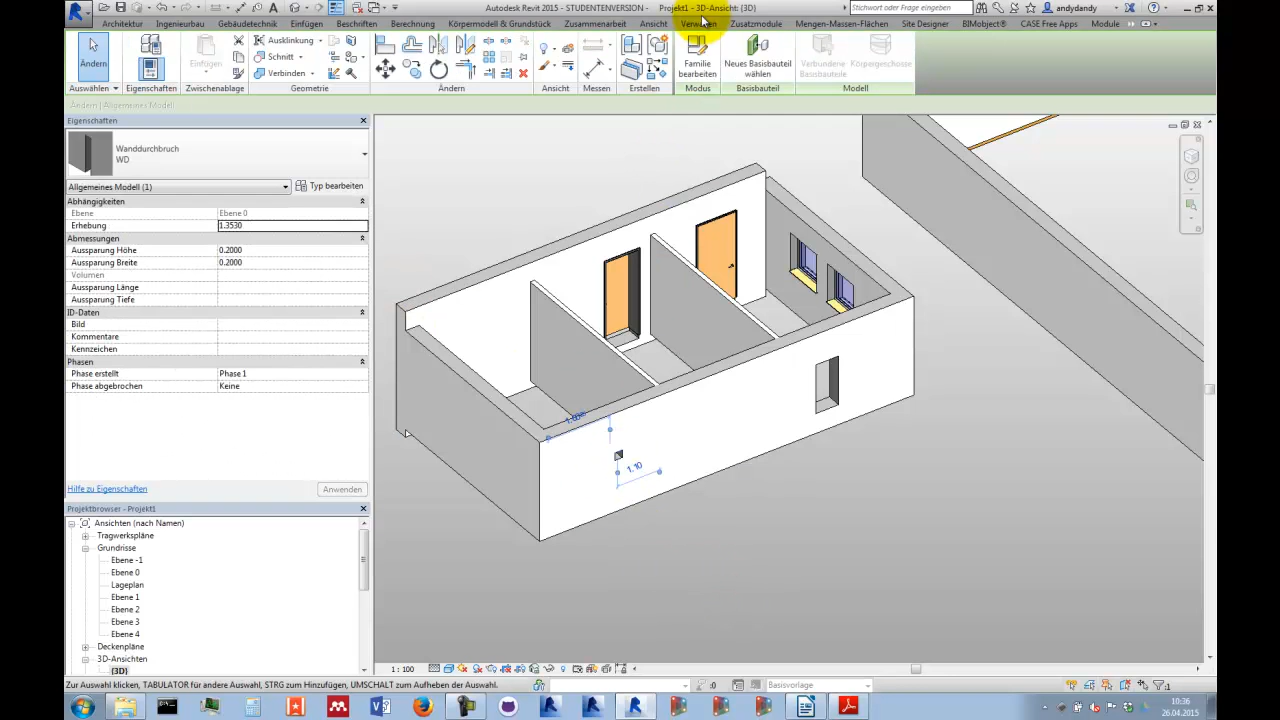 Autodesk Revit 2015 - STUDENTENVERSION - Projekt1 - 3D-Ansicht: {3D}
Stichwort oder Frage eingeben
andydandy
Architektur Ingenieurbau Gebäudetechnik Einfügen Beschriften Berechnung Körpermodell & Grundstück Zusammenarbeit Ansicht Verwalten Zusatzmodule Mengen-Massen-Flächen Site Designer BIMobject® CASE Free Apps Module
Ändern
Einfügen
Ausklinkung
Schnitt
Verbinden
Familie bearbeiten
Neues Basisbauteil wählen
Verbundene Basisbauteile
Körpergeschosse
Auswählen Eigenschaften Zwischenablage Geometrie Ändern Ansicht Messen Erstellen Modus Basisbauteil Modell
Ändern | Allgemeines Modell
Eigenschaften
Wanddurchbruch
WD
Allgemeines Modell (1)
Typ bearbeiten
Abhängigkeiten
Ebene Ebene 0
Erhebung 1.3530
Abmessungen
Aussparung Höhe 0.2000
Aussparung Breite 0.2000
Volumen
Aussparung Länge
Aussparung Tiefe
ID-Daten
Bild
Kommentare
Kennzeichen
Phasen
Phase erstellt Phase 1
Phase abgebrochen Keine
1.10
Hilfe zu Eigenschaften
Anwenden
Projektbrowser - Projekt1
Ansichten (nach Namen)
Tragwerkspläne
Grundrisse
Ebene -1
Ebene 0
Lageplan
Ebene 1
Ebene 2
Ebene 3
Ebene 4
Deckenpläne
3D-Ansichten
{3D}
1 : 100
Zur Auswahl klicken, TABULATOR für andere Auswahl, STRG zum Hinzufügen, UMSCHALT zum Aufheben der Auswahl.
:0
Basisvorlage
:1
10:36
26.04.2015